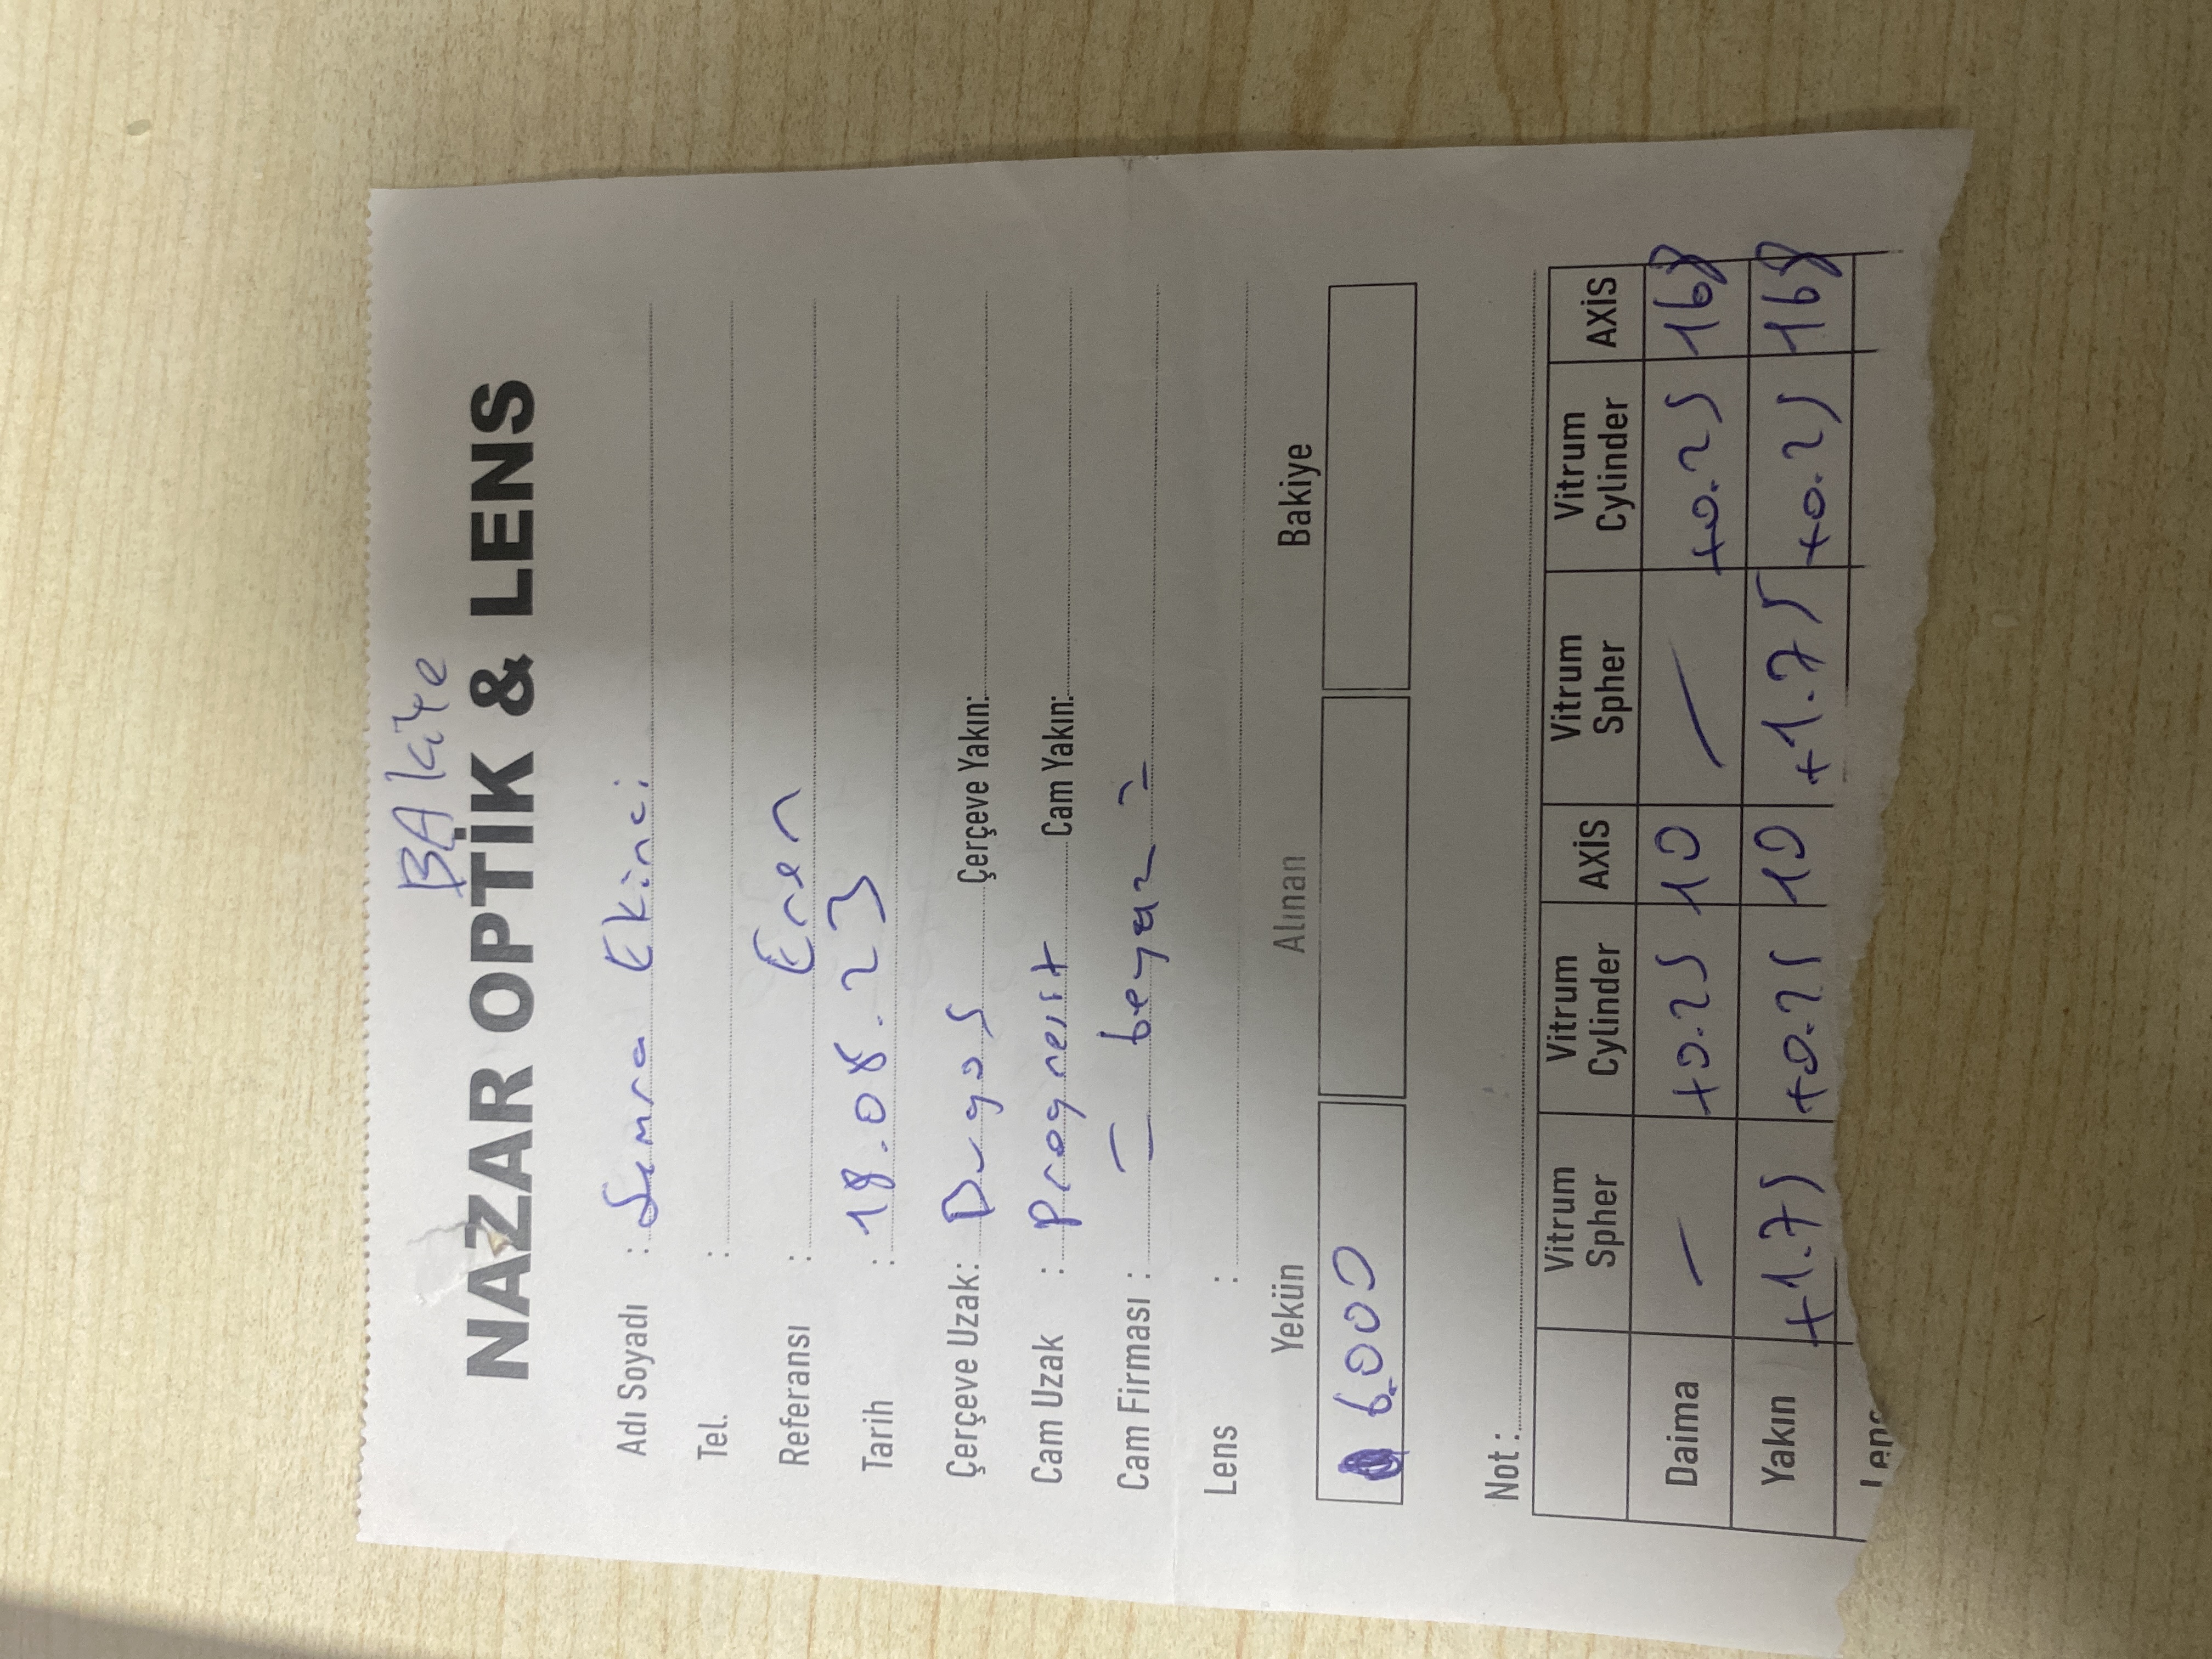 BAkiye
NAZAR OPTİK & LENS
Adı Soyadı : Semra Ekinci
Tel. :
Referansı : Eren
Tarih : 18.08.23
Çerçeve Uzak: Çerçeve Yakın:
Cam Uzak : Progresit Cam Yakın:
Cam Firması : = beyaz =
Lens :
Yekün Alınan Bakiye
6.000
Not :
Vitrum Spher Vitrum Cylinder AXİS Vitrum Spher Vitrum Cylinder AXİS
Daima — +0.25 10 — +0.25 168
Yakın +1.75 +0.25 10 +1.75 +0.25 168
Lens